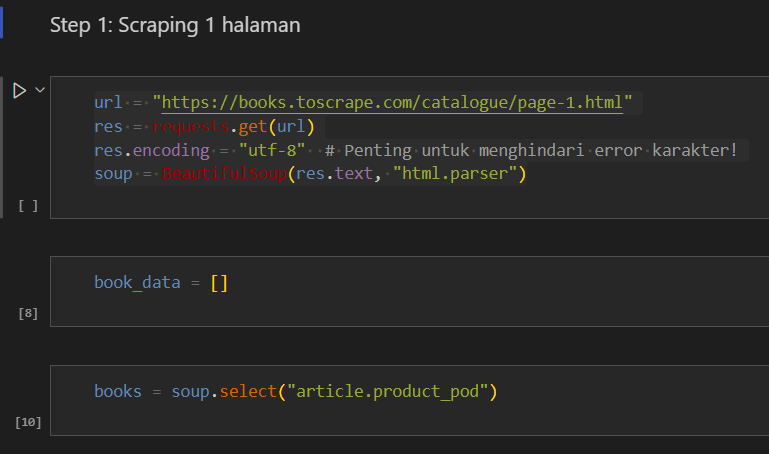 Step 1: Scraping 1 halaman
url = "https://books.toscrape.com/catalogue/page-1.html"
res = requests.get(url)
res.encoding = "utf-8"  # Penting untuk menghindari error karakter!
soup = BeautifulSoup(res.text, "html.parser")
[ ]
book_data = []
[8]
books = soup.select("article.product_pod")
[10]